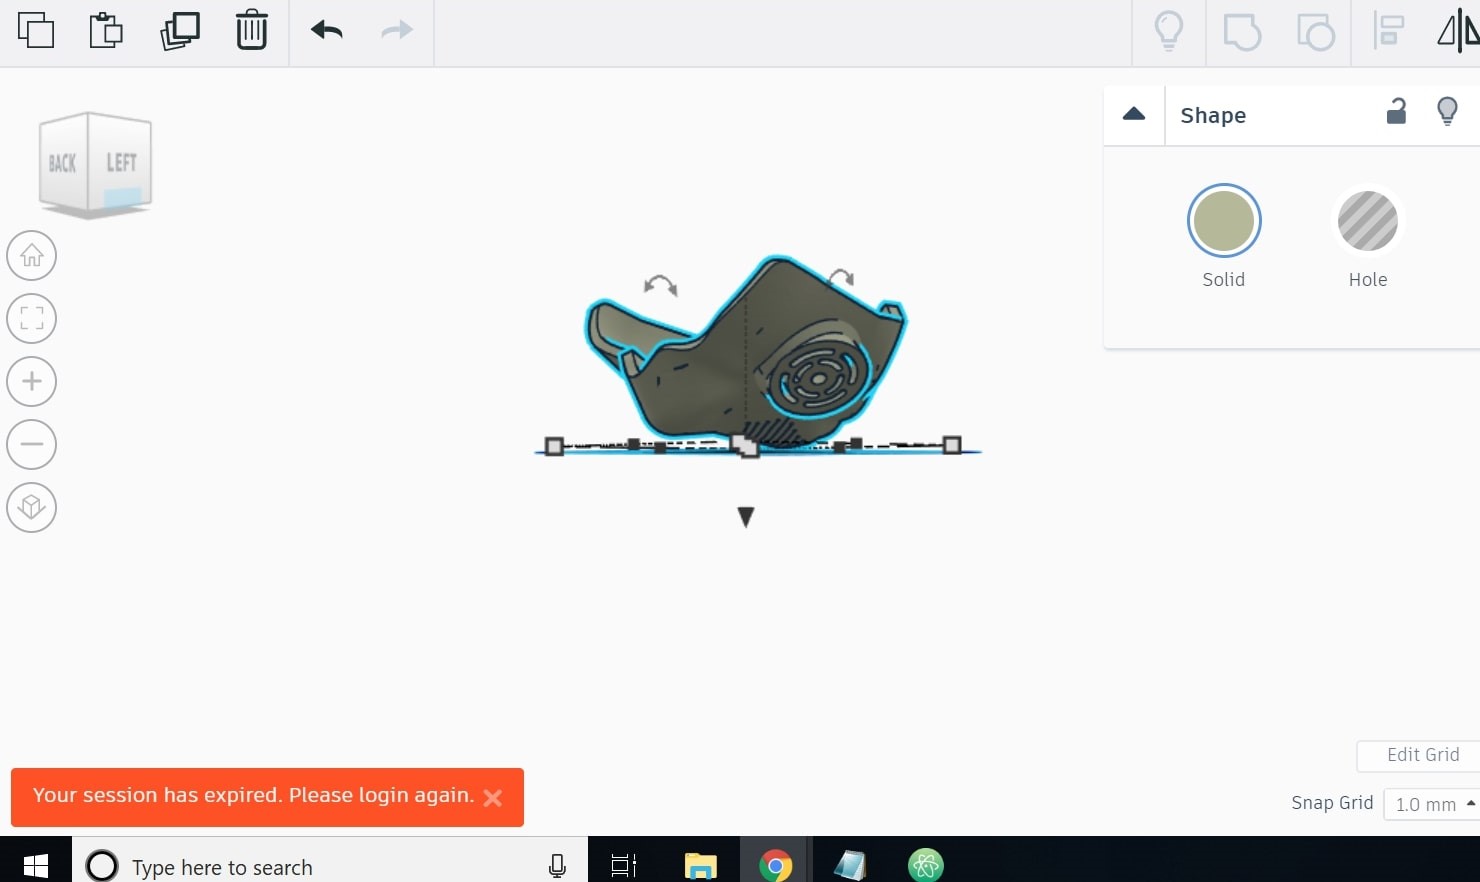 Shape
BACK
LEFT
Solid
Hole
Edit Grid
Your session has expired. Please login again.
Snap Grid
1.0 mm
Type here to search